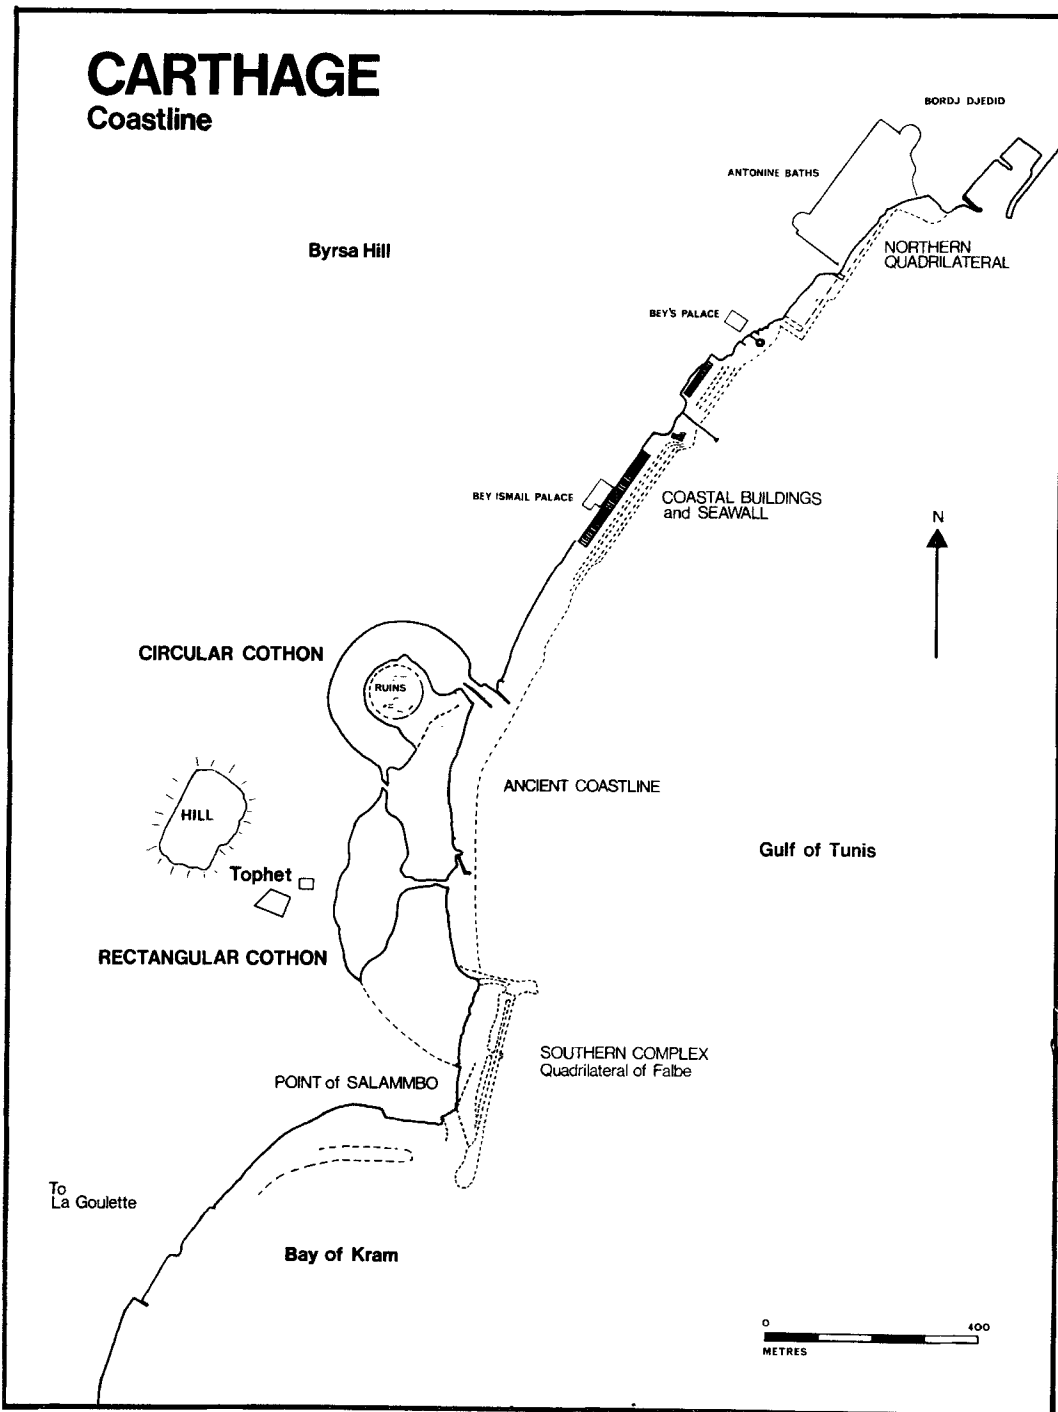 CARTHAGE
Coastline
BORDJ DJEDID
ANTONINE BATHS
Byrsa Hill
NORTHERN
QUADRILATERAL
BEY'S PALACE
BEY ISMAIL PALACE
COASTAL BUILDINGS
and SEAWALL
N
CIRCULAR COTHON
RUINS
ANCIENT COASTLINE
HILL
Gulf of Tunis
Tophet
RECTANGULAR COTHON
SOUTHERN COMPLEX
Quadrilateral of Falbe
POINT of SALAMMBO
To
La Goulette
Bay of Kram
0 400
METRES